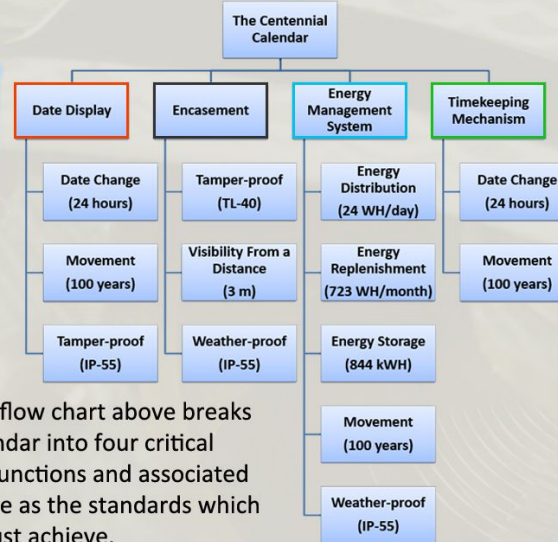 The Centennial
Calendar
Date Display
Date Change
(24 hours)
Movement
(100 years)
Tamper-proof
(IP-55)
Encasement
Tamper-proof
(TL-40)
Visibility From a
Distance
(3 m)
Weather-proof
(IP-55)
Energy
Management
System
Energy
Distribution
(24 WH/day)
Energy
Replenishment
(723 WH/month)
Energy Storage
(844 kWH)
Movement
(100 years)
Weather-proof
(IP-55)
Timekeeping
Mechanism
Date Change
(24 hours)
Movement
(100 years)
flow chart above breaks
ndar into four critical
unctions and associated
e as the standards which
ust achieve.